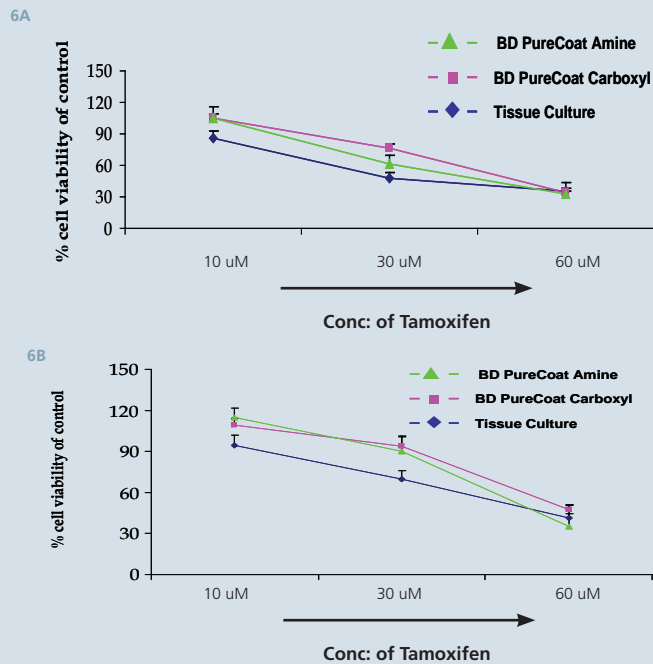 6A
BD PureCoat Amine
BD PureCoat Carboxyl
Tissue Culture
% cell viability of control
150
120
90
60
30
0
10 uM
30 uM
60 uM
Conc: of Tamoxifen
6B
BD PureCoat Amine
BD PureCoat Carboxyl
Tissue Culture
% cell viability of control
150
120
90
60
30
0
10 uM
30 uM
60 uM
Conc: of Tamoxifen